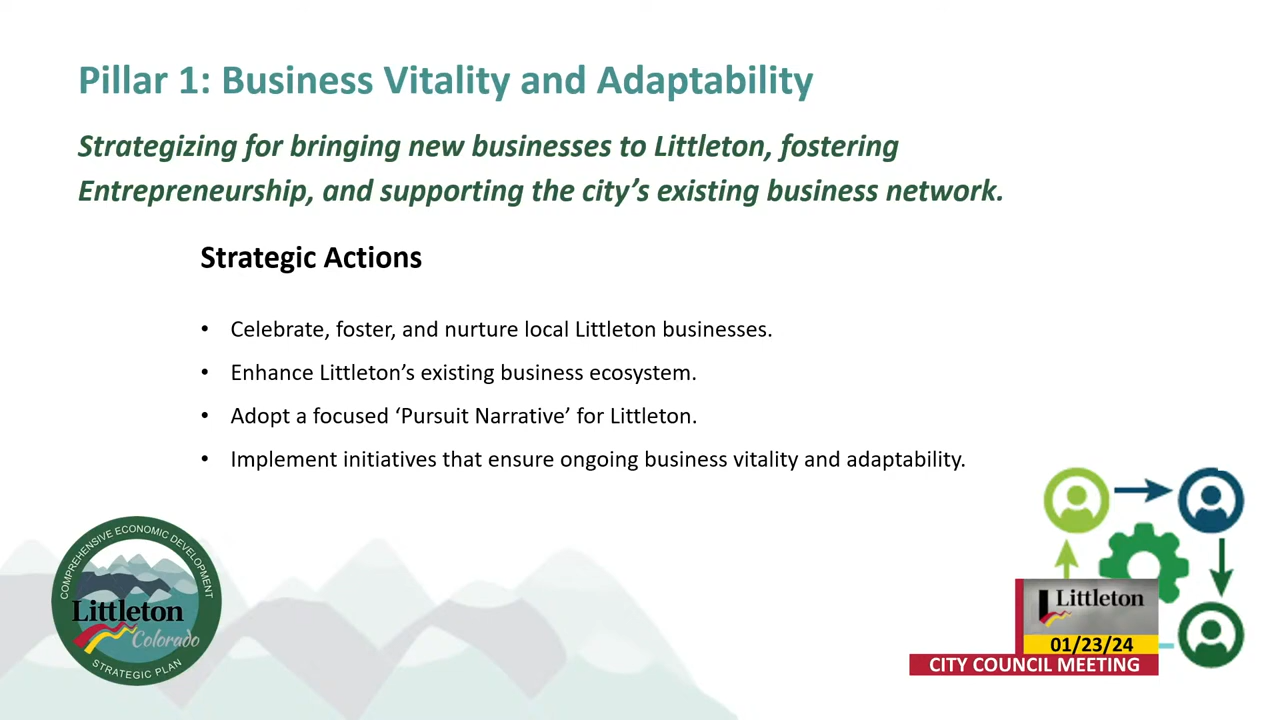 Pillar 1: Business Vitality and Adaptability
Strategizing for bringing new businesses to Littleton, fostering
Entrepreneurship, and supporting the city’s existing business network.
Strategic Actions
• Celebrate, foster, and nurture local Littleton businesses.
• Enhance Littleton’s existing business ecosystem.
• Adopt a focused ‘Pursuit Narrative’ for Littleton.
• Implement initiatives that ensure ongoing business vitality and adaptability.
COMPREHENSIVE ECONOMIC DEVELOPMENT
Littleton
Colorado
STRATEGIC PLAN
Littleton
01/23/24
CITY COUNCIL MEETING